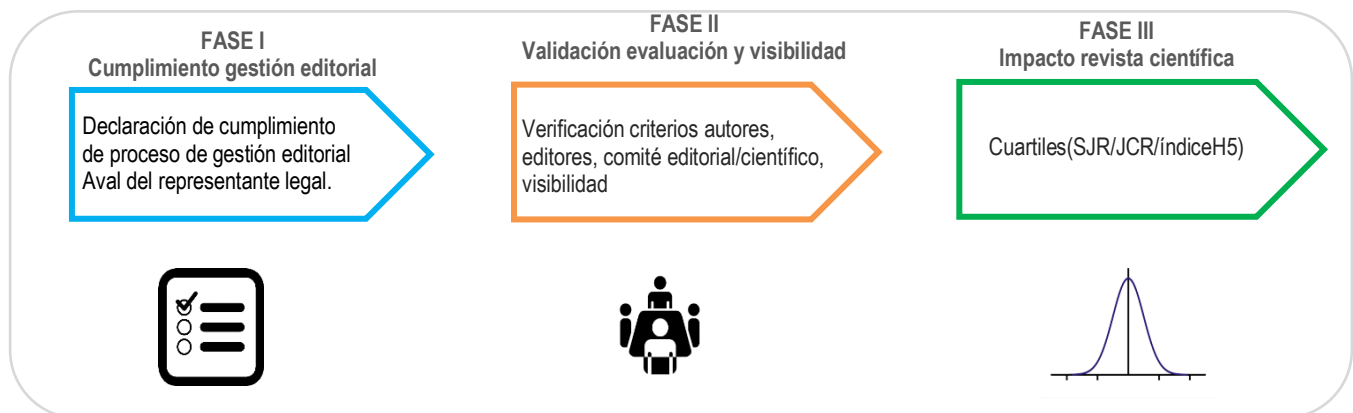 FASE I
Cumplimiento gestión editorial
Declaración de cumplimiento
de proceso de gestión editorial
Aval del representante legal.
FASE II
Validación evaluación y visibilidad
Verificación criterios autores,
editores, comité editorial/científico,
visibilidad
FASE III
Impacto revista científica
Cuartiles(SJR/JCR/índiceH5)